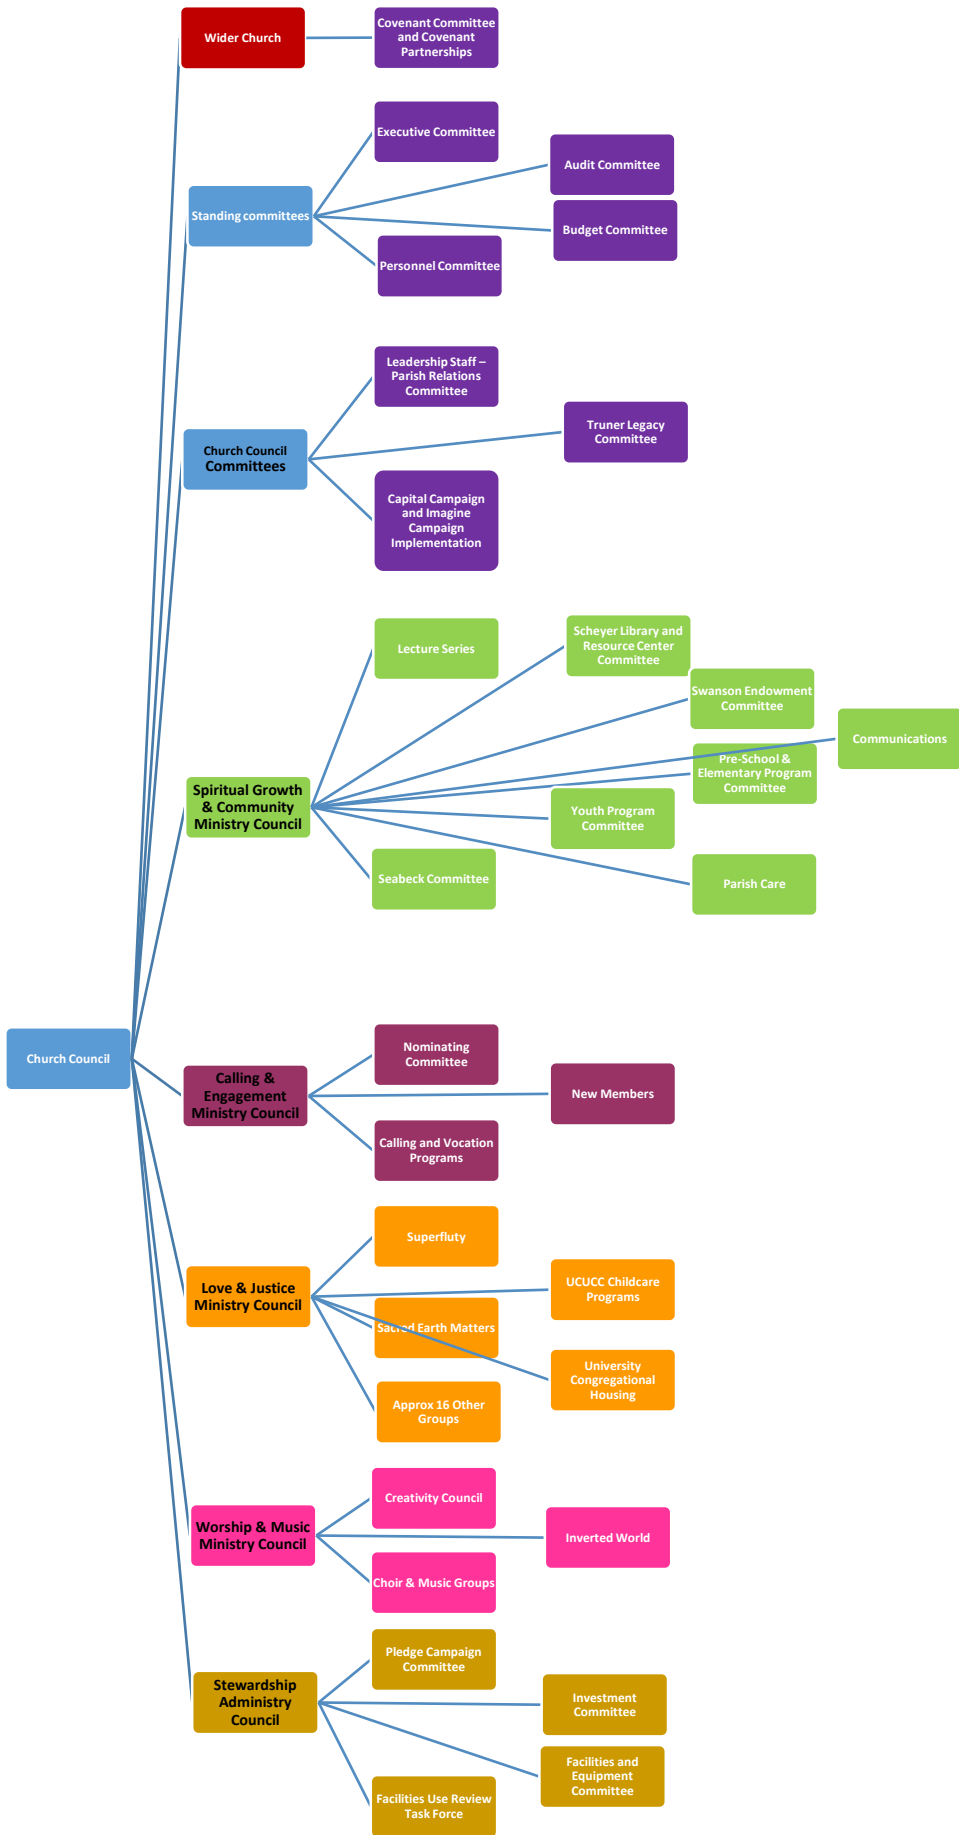 Wider Church
Covenant Committee
and Covenant
Partnerships
Executive Committee
Audit Committee
Standing committees
Budget Committee
Personnel Committee
Leadership Staff –
Parish Relations
Committee
Truner Legacy
Committee
Church Council
Committees
Capital Campaign
and Imagine
Campaign
Implementation
Lecture Series
Scheyer Library and
Resource Center
Committee
Swanson Endowment
Committee
Communications
Pre-School &
Elementary Program
Committee
Spiritual Growth
& Community
Ministry Council
Youth Program
Committee
Seabeck Committee
Parish Care
Church Council
Nominating
Committee
Calling &
Engagement
Ministry Council
New Members
Calling and Vocation
Programs
Superfluty
Love & Justice
Ministry Council
UCUCC Childcare
Programs
Sacred Earth Matters
University
Congregational
Housing
Approx 16 Other
Groups
Creativity Council
Worship & Music
Ministry Council
Inverted World
Choir & Music Groups
Pledge Campaign
Committee
Stewardship
Administry
Council
Investment
Committee
Facilities and
Equipment
Committee
Facilities Use Review
Task Force